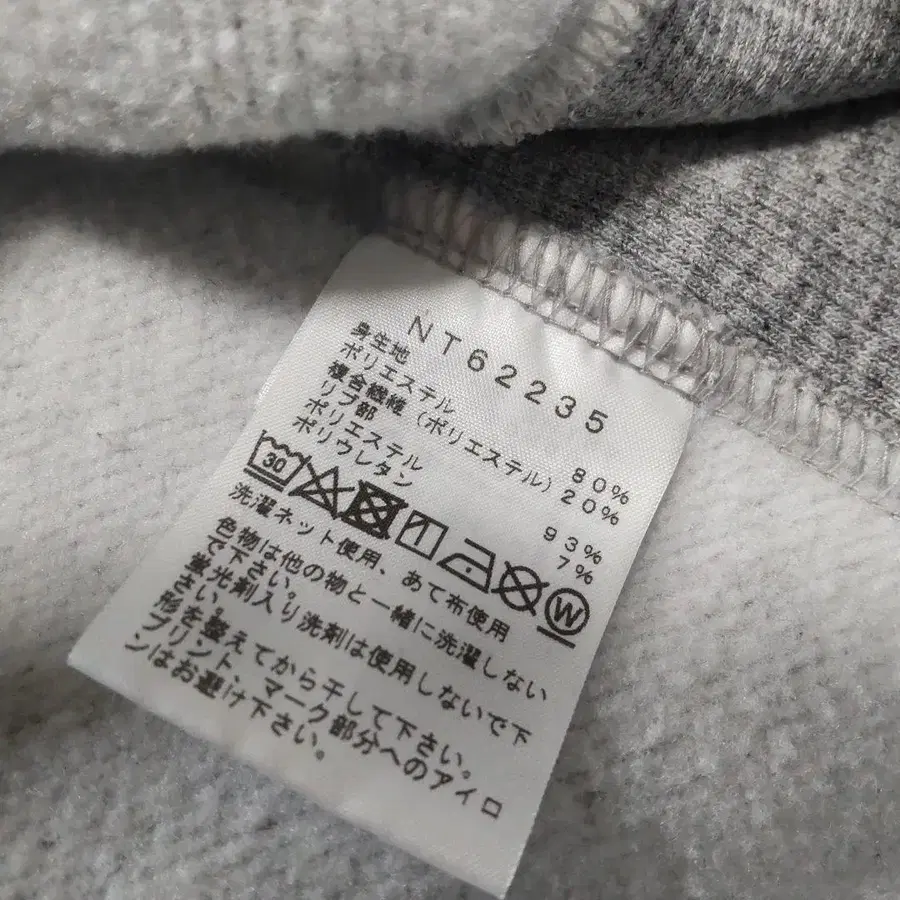 NT62235
身生地
ポリエステル 80%
複合繊維(ポリエステル) 20%
リブ部
ポリエステル 93%
ポリウレタン 7%
30 W
洗濯ネット使用、あて布使用
色物は他の物と一緒に洗濯しない
で下さい。
蛍光剤入り洗剤は使用しないで下
さい。
形を整えてから干して下さい。
プリント、マーク部分へのアイロ
ンはお避け下さい。